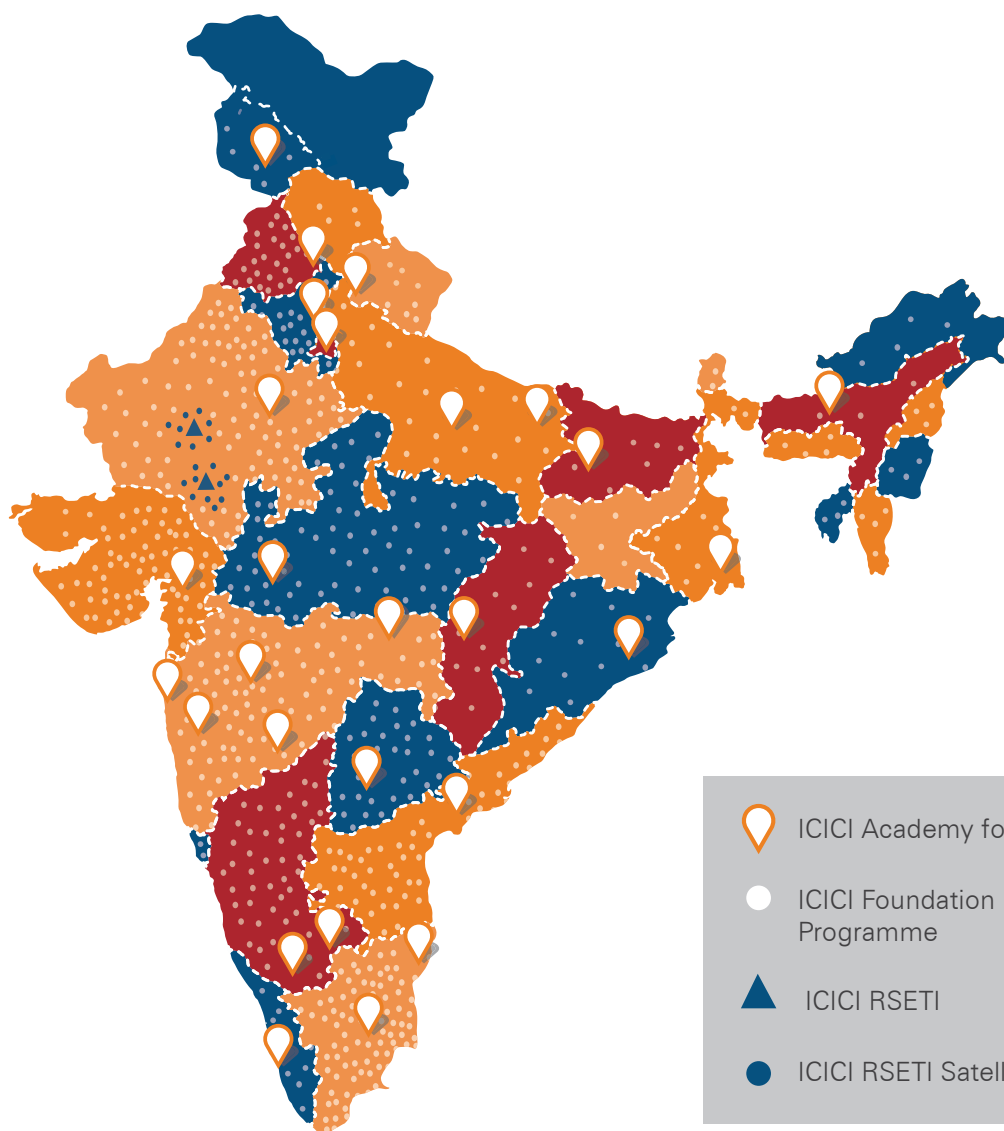 ICICI Academy fo
ICICI Foundation
Programme
ICICI RSETI
ICICI RSETI Satell